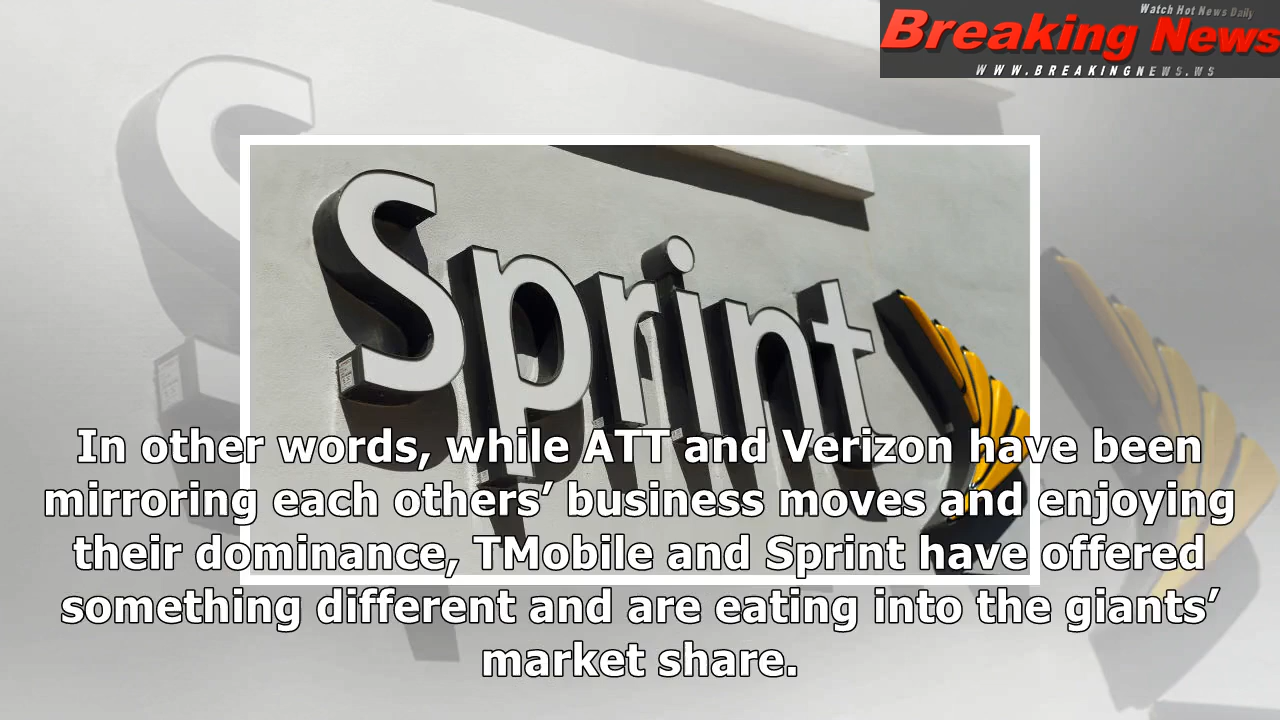 Watch Hot News Daily
Breaking News
WWW.BREAKINGNEWS.WS
Sprint
In other words, while ATT and Verizon have been
mirroring each others’ business moves and enjoying
their dominance, TMobile and Sprint have offered
something different and are eating into the giants’
market share.